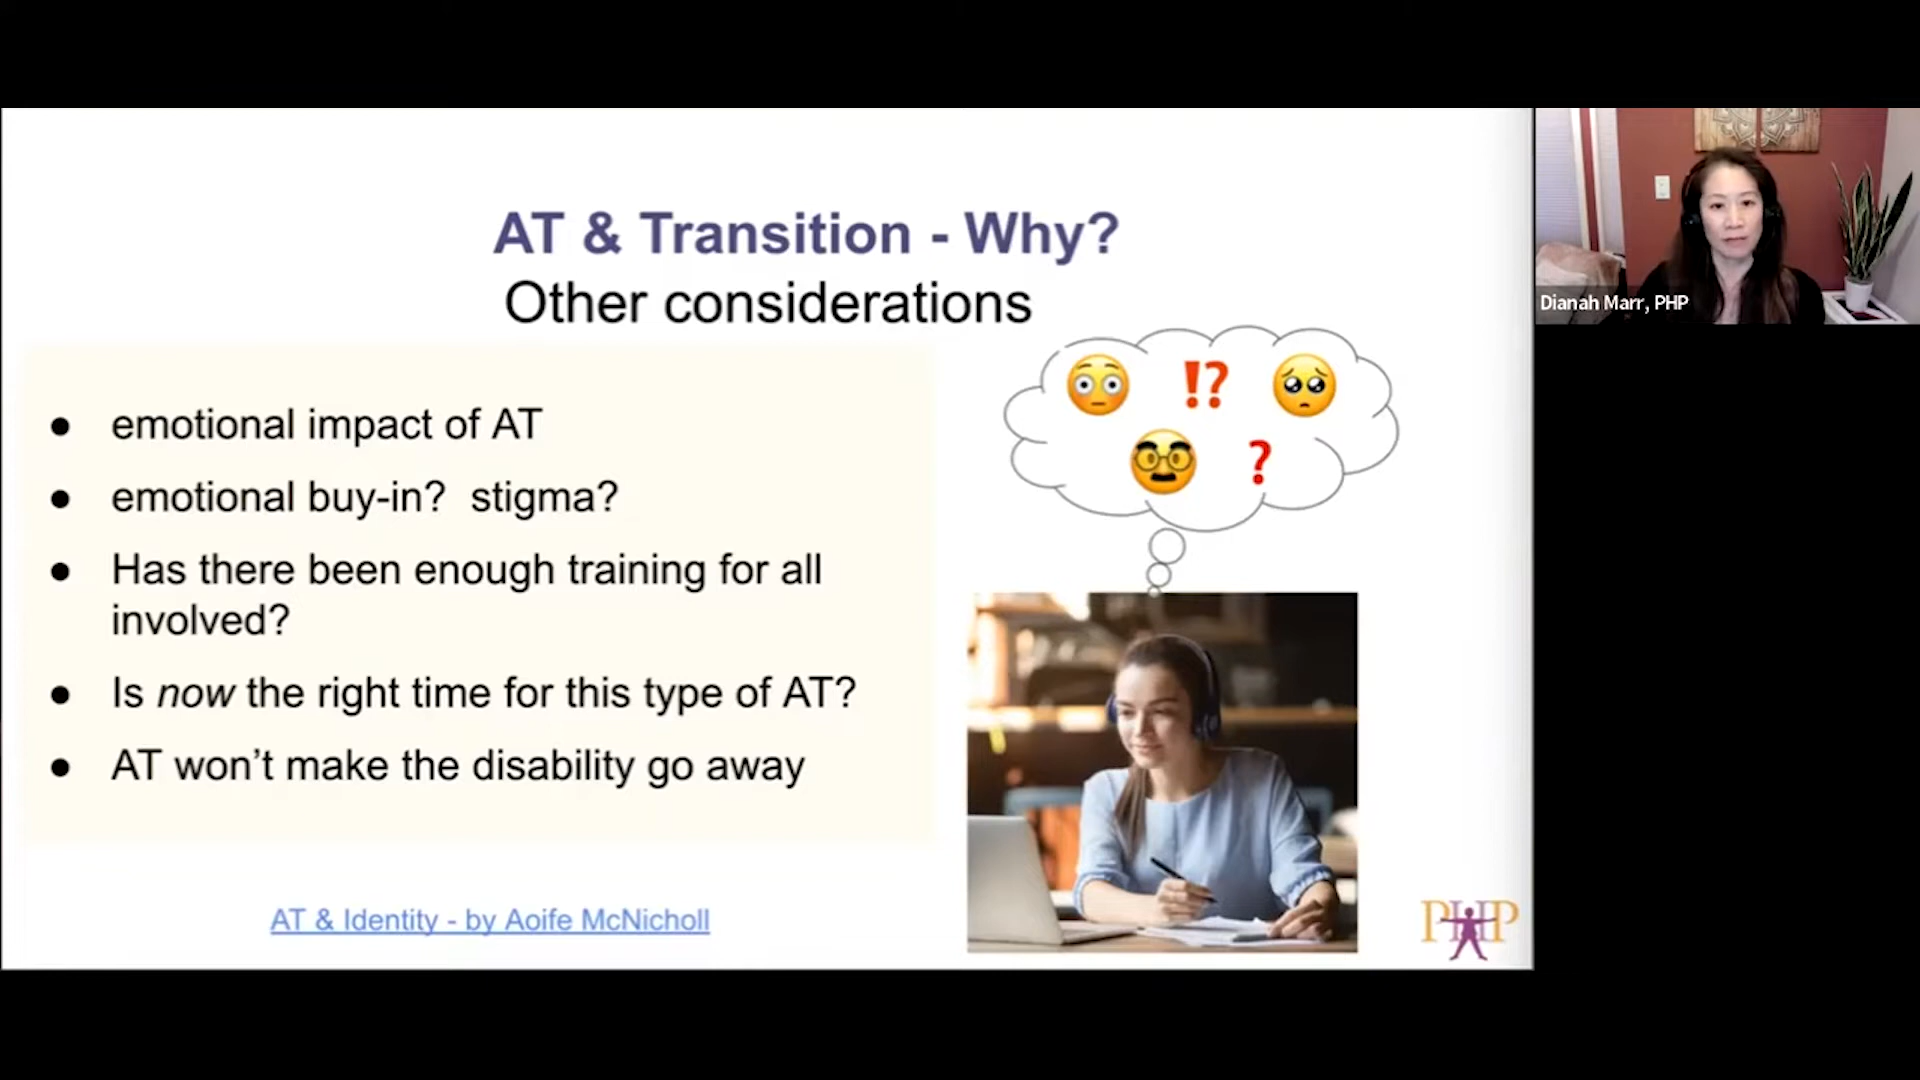 AT & Transition - Why?
Other considerations
● emotional impact of AT
● emotional buy-in?  stigma?
● Has there been enough training for all
involved?
● Is now the right time for this type of AT?
● AT won’t make the disability go away
⁉️
❓
AT & Identity - by Aoife McNicholl
PHP
Dianah Marr, PHP